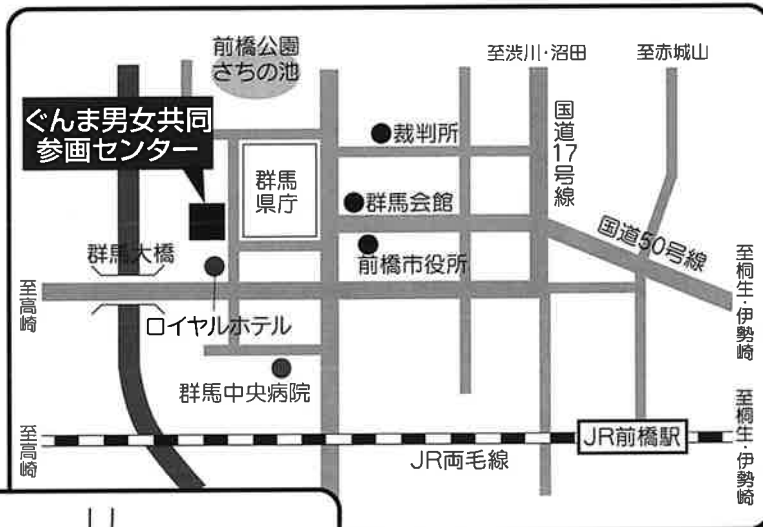 前橋公園
さちの池
至渋川・沼田
至赤城山
ぐんま男女共同
参画センター
裁判所
国道17号線
群馬
県庁
群馬会館
国道50号線
群馬大橋
前橋市役所
至高崎
至桐生・伊勢崎
ロイヤルホテル
群馬中央病院
至高崎
JR両毛線
JR前橋駅
至桐生・伊勢崎